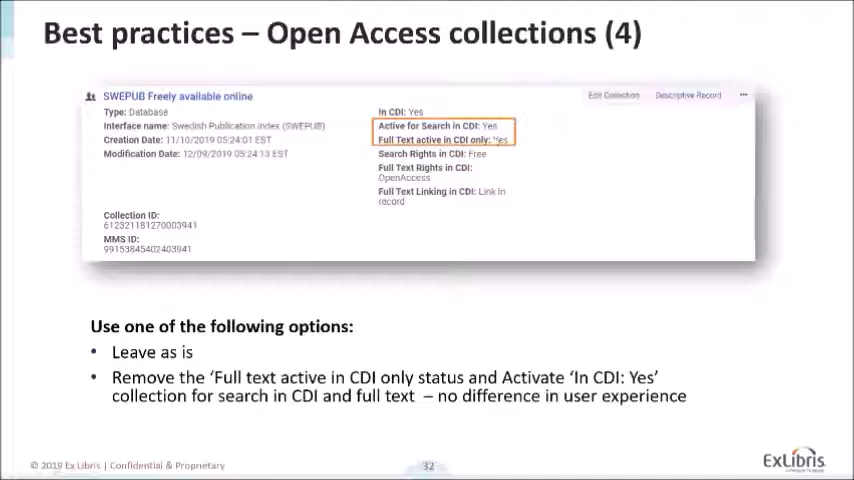 Best practices – Open Access collections (4)
SWEPUB Freely available online
Edit Collection Descriptive Record •••
Type: Database
Interface name: Swedish Publication Index (SWEPUB)
Creation Date: 11/10/2019 05:24:01 EST
Modification Date: 12/09/2019 05:24:13 EST
In CDI: Yes
Active for Search in CDI: Yes
Full Text active in CDI only: Yes
Search Rights in CDI: Free
Full Text Rights in CDI:
OpenAccess
Full Text Linking in CDI: Link in
record
Collection ID:
612321181270003941
MMS ID:
99153845402403941
Use one of the following options:
• Leave as is
• Remove the ‘Full text active in CDI only status and Activate ‘In CDI: Yes’
collection for search in CDI and full text – no difference in user experience
© 2019 Ex Libris | Confidential & Proprietary
32
ExLibris